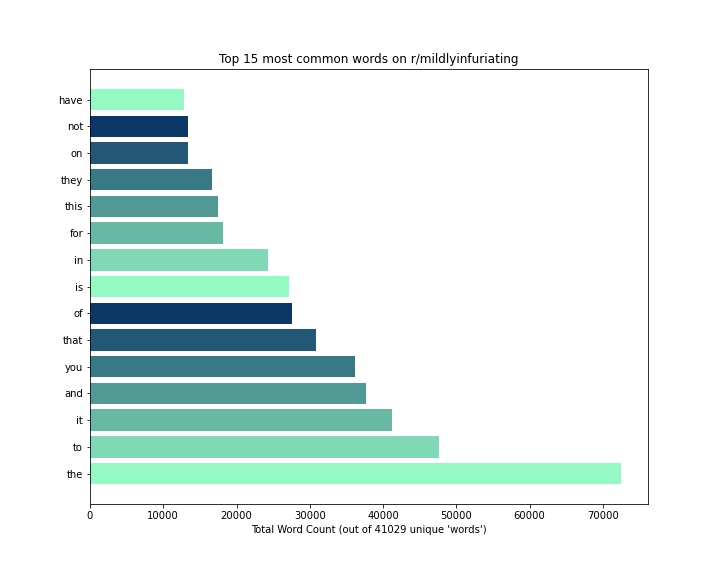 Top 15 most common words on r/mildlyinfuriating
have
not
on
they
this
for
in
is
of
that
you
and
it
to
the
0 10000 20000 30000 40000 50000 60000 70000
Total Word Count (out of 41029 unique 'words')